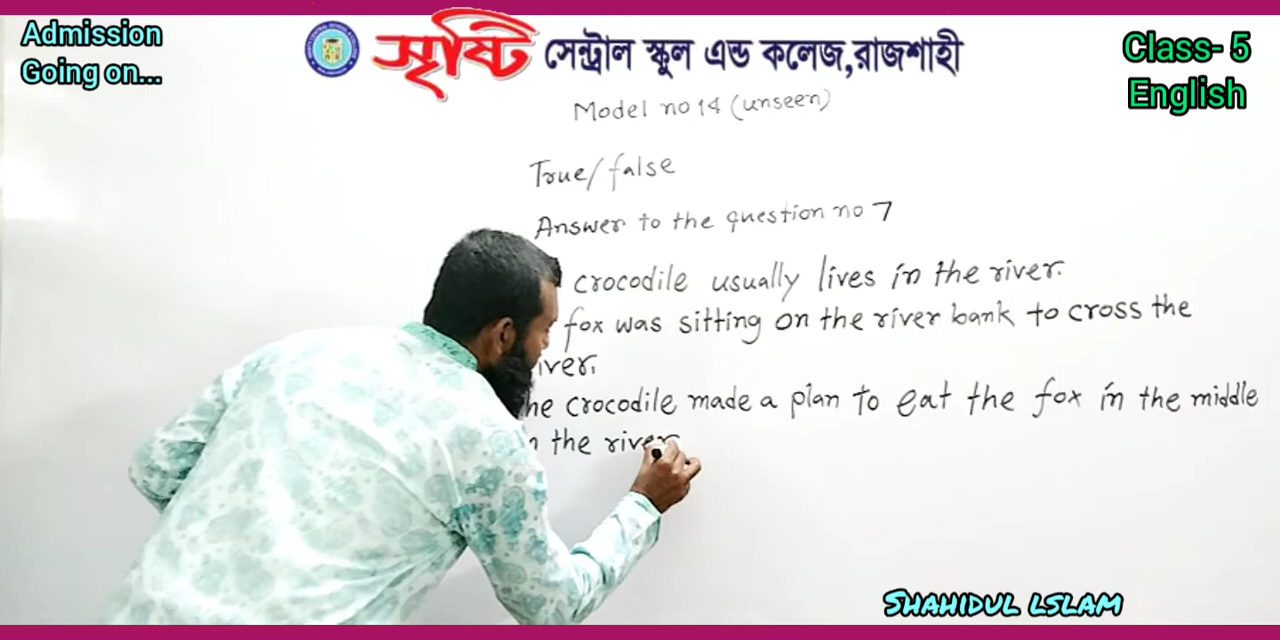 Admission
Going on...
সৃষ্টি সেন্ট্রাল স্কুল এন্ড কলেজ,রাজশাহী
Class- 5
English
Model no 14 (unseen)
True/false
Answer to the question no 7
crocodile usually lives in the river.
fox was sitting on the river bank to cross the
iver.
he crocodile made a plan to eat the fox in the middle
n the river
SHAHIDUL LSLAM